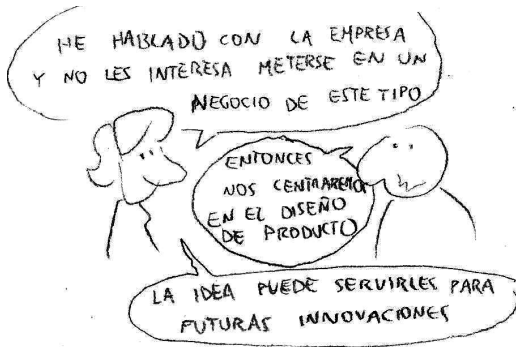 HE HABLADO CON LA EMPRESA
Y NO LES INTERESA METERSE EN UN
NEGOCIO DE ESTE TIPO
ENTONCES
NOS CENTRAREMOS
EN EL DISEÑO
DE PRODUCTO
LA IDEA PUEDE SERVIRLES PARA
FUTURAS INNOVACIONES